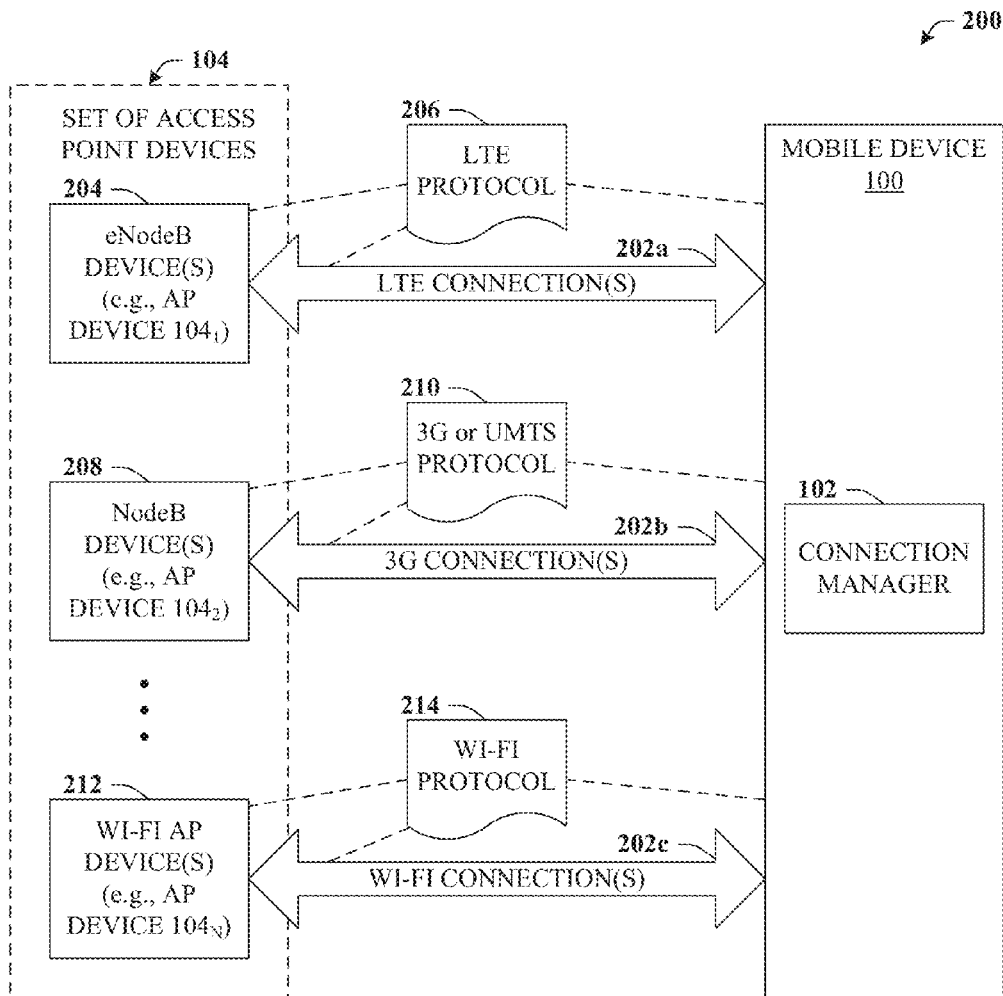 200
104
SET OF ACCESS
POINT DEVICES
206
LTE
PROTOCOL
MOBILE DEVICE
100
204
eNodeB
DEVICE(S)
(e.g., AP
DEVICE 104₁)
202a
LTE CONNECTION(S)
210
3G or UMTS
PROTOCOL
208
NodeB
DEVICE(S)
(e.g., AP
DEVICE 104₂)
202b
3G CONNECTION(S)
102
CONNECTION
MANAGER
214
WI-FI
PROTOCOL
212
WI-FI AP
DEVICE(S)
(e.g., AP
DEVICE 104N)
202c
WI-FI CONNECTION(S)